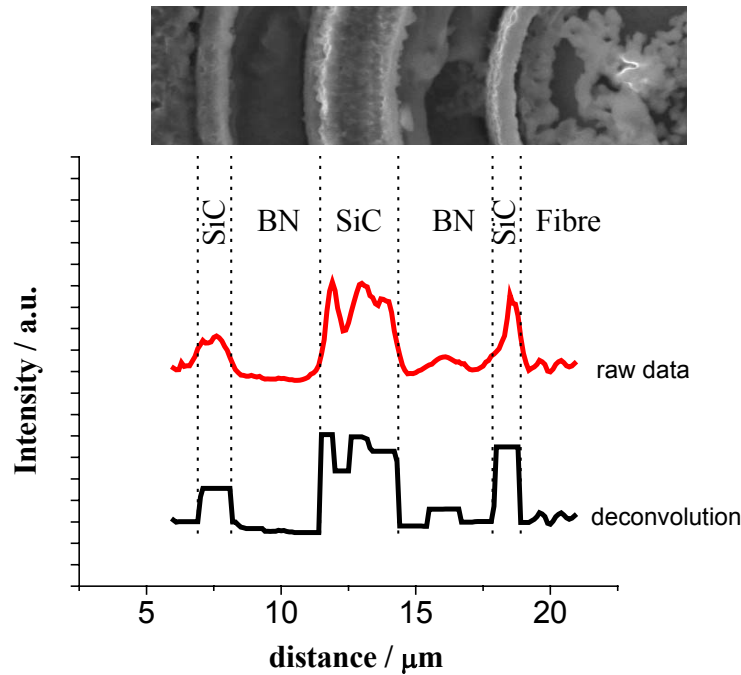 SiC BN SiC BN SiC Fibre
raw data
deconvolution
Intensity / a.u.
5 10 15 20
distance / μm